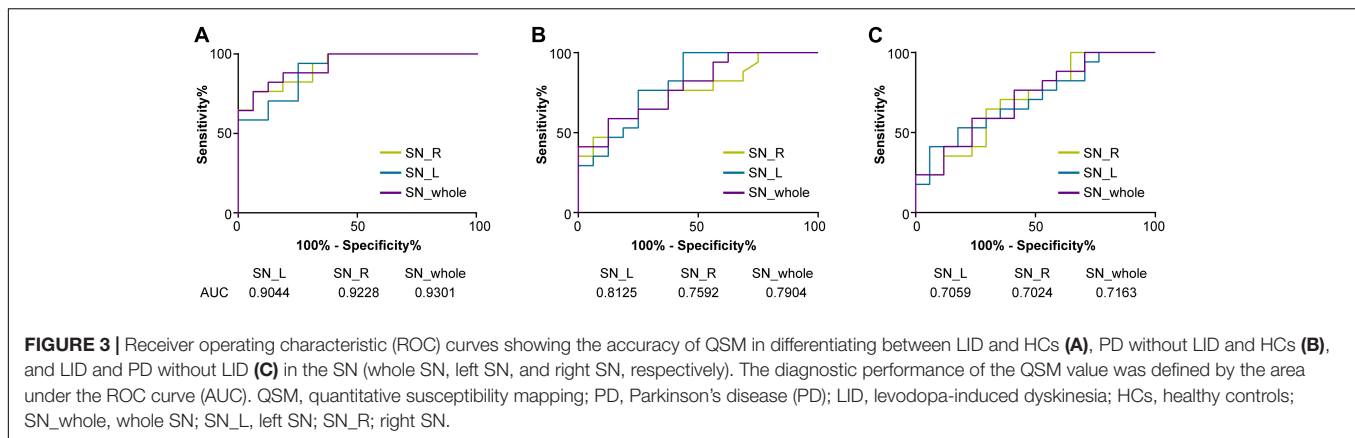 A
B
C
100
50
0
Sensitivity%
SN_R
SN_L
SN_whole
50
100
100% - Specificity%
100
50
0
Sensitivity%
SN_R
SN_L
SN_whole
50
100
100% - Specificity%
100
50
0
Sensitivity%
SN_R
SN_L
SN_whole
50
100
100% - Specificity%
SN_L SN_R SN_whole
AUC 0.9044 0.9228 0.9301
SN_L SN_R SN_whole
0.8125 0.7592 0.7904
SN_L SN_R SN_whole
0.7059 0.7024 0.7163
FIGURE 3 | Receiver operating characteristic (ROC) curves showing the accuracy of QSM in differentiating between LID and HCs (A), PD without LID and HCs (B),
and LID and PD without LID (C) in the SN (whole SN, left SN, and right SN, respectively). The diagnostic performance of the QSM value was defined by the area
under the ROC curve (AUC). QSM, quantitative susceptibility mapping; PD, Parkinson's disease (PD); LID, levodopa-induced dyskinesia; HCs, healthy controls;
SN_whole, whole SN; SN_L, left SN; SN_R; right SN.